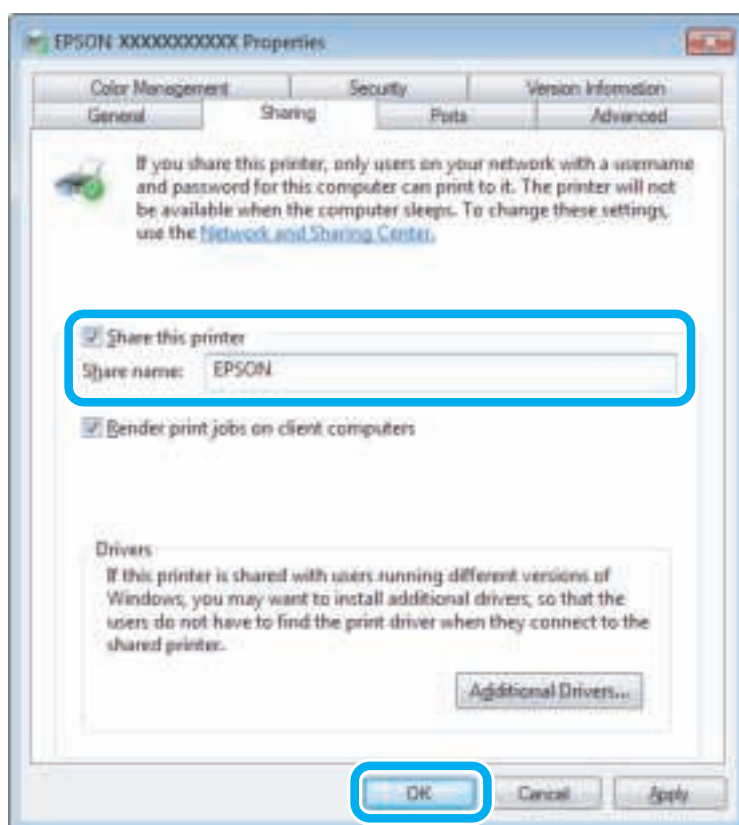 EPSON XXXXXXXXXXX Properties
Color Management Security Version Information
General Sharing Ports Advanced
If you share this printer, only users on your network with a username
and password for this computer can print to it. The printer will not
be available when the computer sleeps. To change these settings,
use the Network and Sharing Center.
Share this printer
Share name: EPSON
Render print jobs on client computers
Drivers
If this printer is shared with users running different versions of
Windows, you may want to install additional drivers, so that the
users do not have to find the print driver when they connect to the
shared printer.
Additional Drivers...
OK Cancel Apply